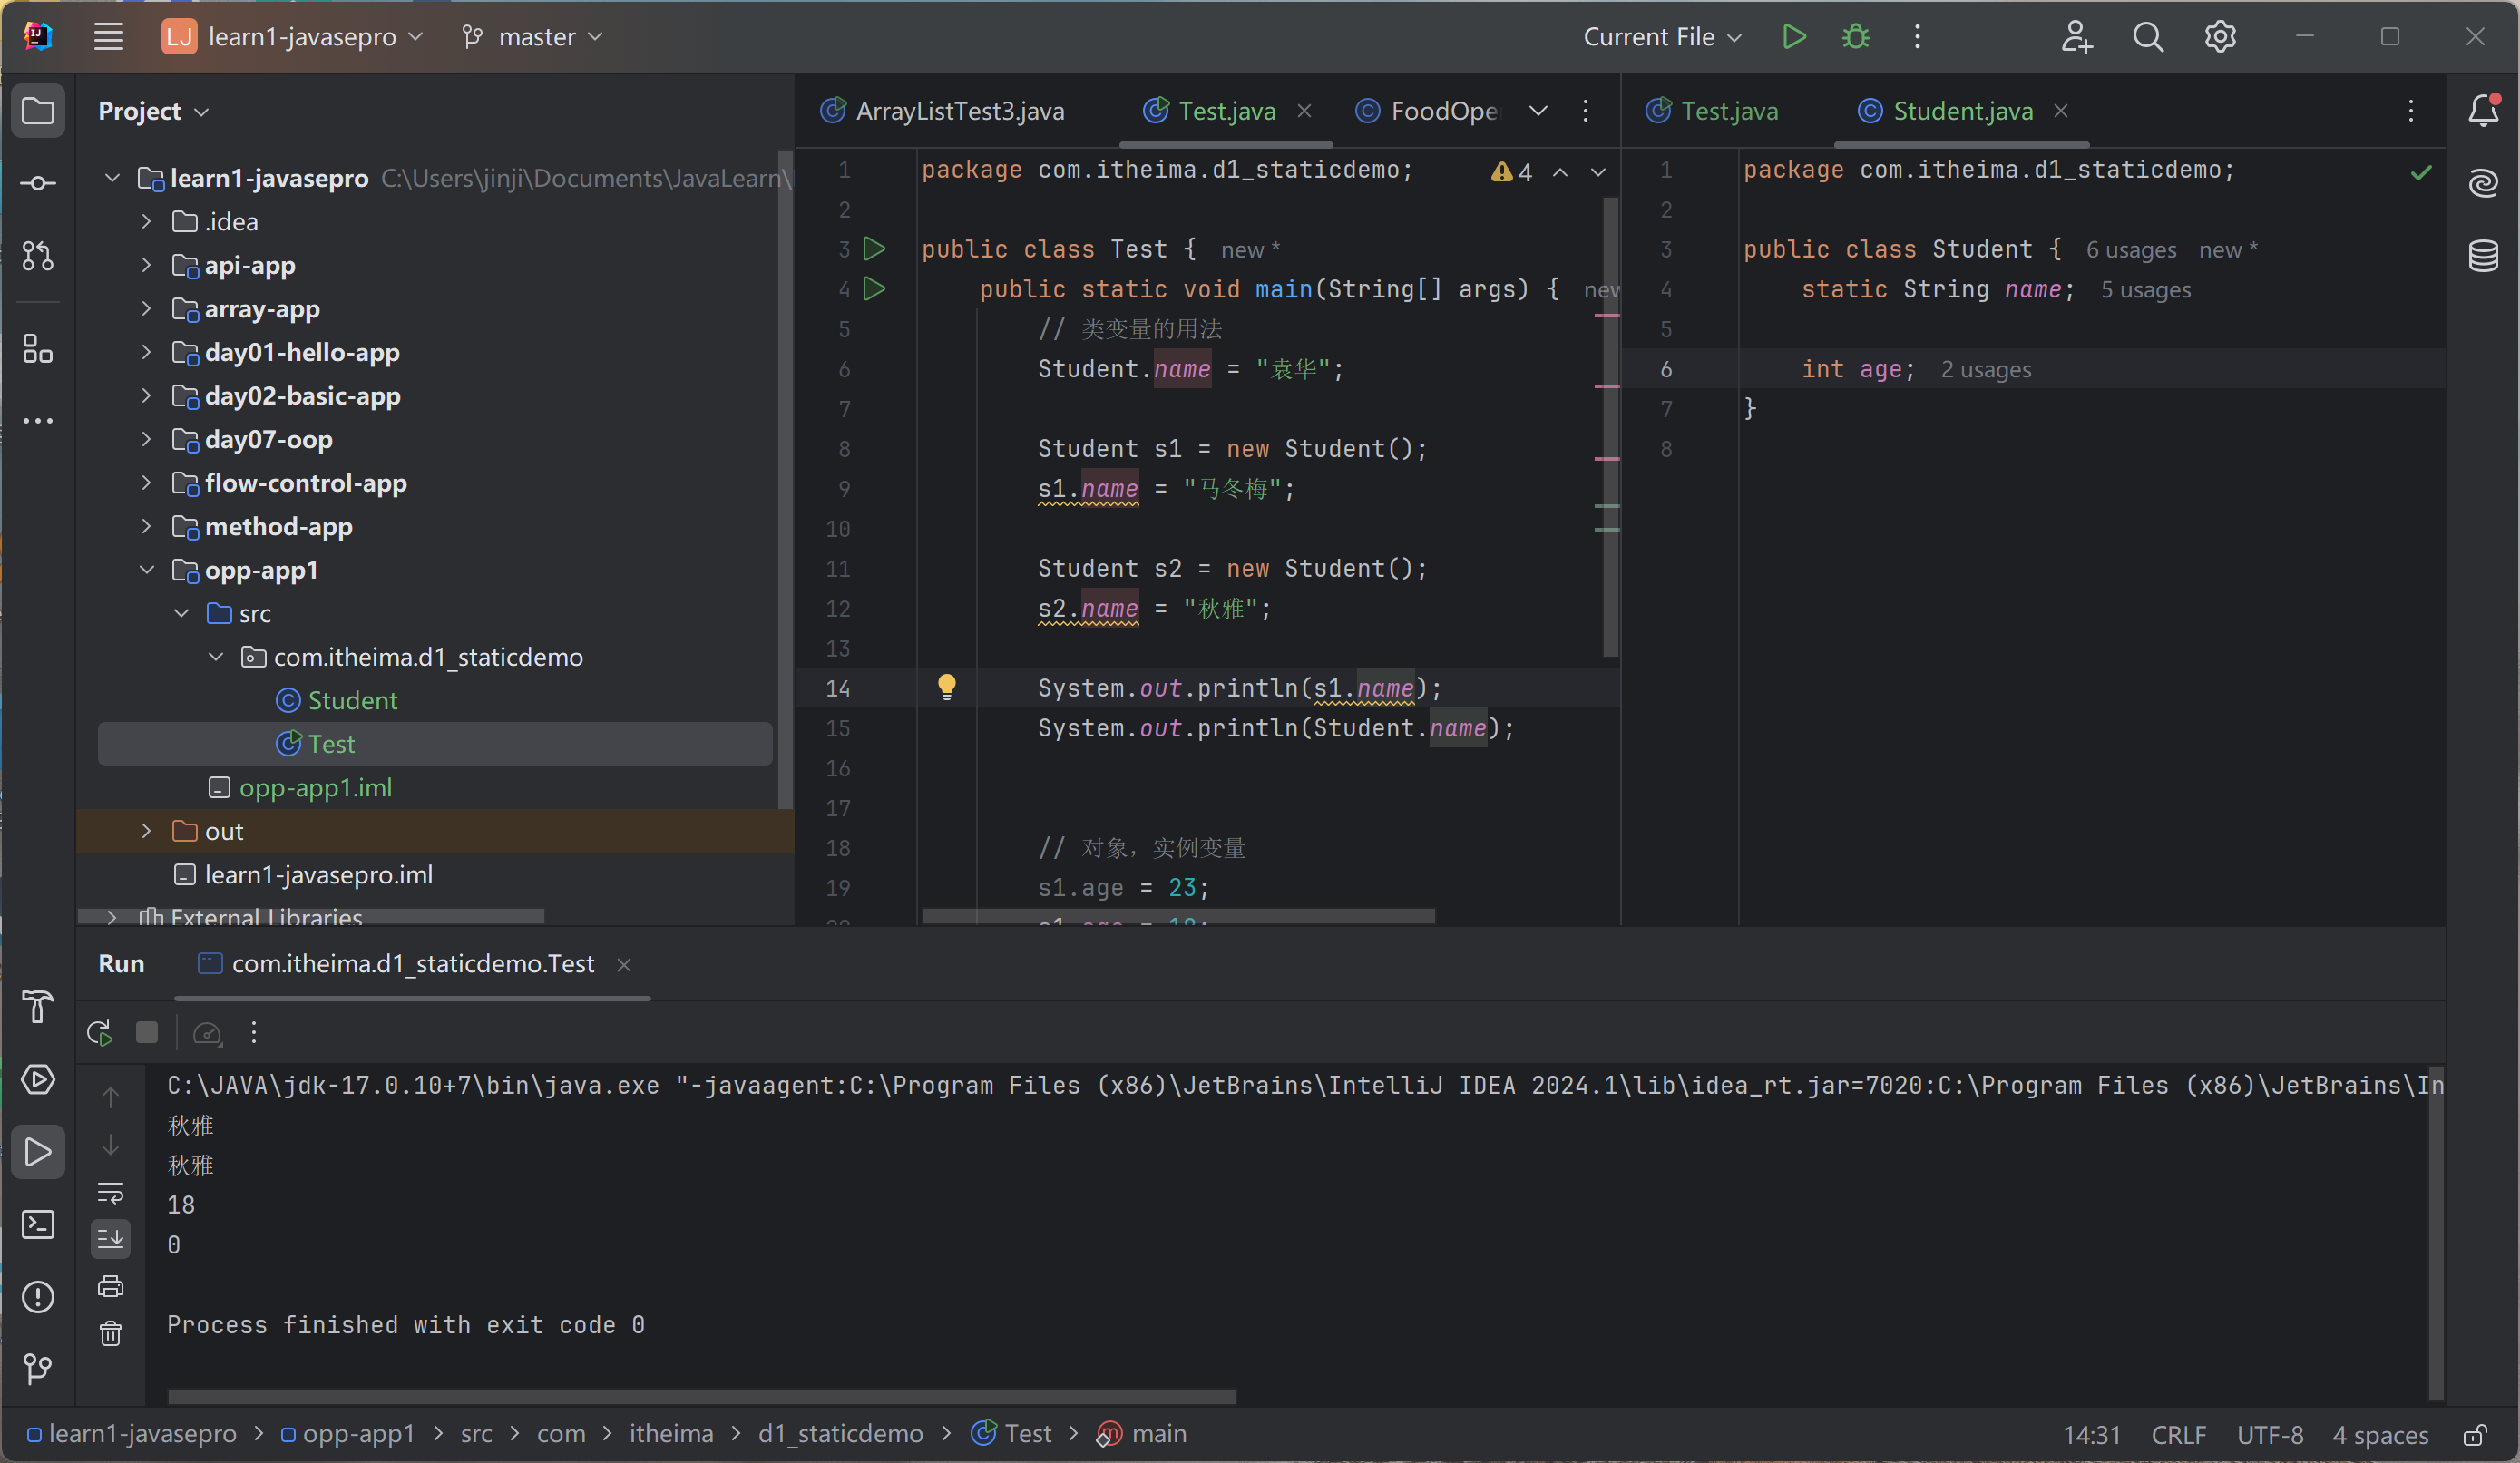 LJ learn1-javasepro master Current File
Project
learn1-javasepro C:\Users\jinji\Documents\JavaLearn\
.idea
api-app
array-app
day01-hello-app
day02-basic-app
day07-oop
flow-control-app
method-app
opp-app1
src
com.itheima.d1_staticdemo
Student
Test
opp-app1.iml
out
learn1-javasepro.iml
External Libraries
ArrayListTest3.java Test.java FoodOpe
4
1 package com.itheima.d1_staticdemo;
2
3 public class Test { new *
4 public static void main(String[] args) { new
5 // 类变量的用法
6 Student.name = "袁华";
7
8 Student s1 = new Student();
9 s1.name = "马冬梅";
10
11 Student s2 = new Student();
12 s2.name = "秋雅";
13
14 System.out.println(s1.name);
15 System.out.println(Student.name);
16
17
18 // 对象，实例变量
19 s1.age = 23;
20 s1.age = 18;
Test.java Student.java
1 package com.itheima.d1_staticdemo;
2
3 public class Student { 6 usages new *
4 static String name; 5 usages
5
6 int age; 2 usages
7 }
8
Run com.itheima.d1_staticdemo.Test
C:\JAVA\jdk-17.0.10+7\bin\java.exe "-javaagent:C:\Program Files (x86)\JetBrains\IntelliJ IDEA 2024.1\lib\idea_rt.jar=7020:C:\Program Files (x86)\JetBrains\In
秋雅
秋雅
18
0
Process finished with exit code 0
learn1-javasepro > opp-app1 > src > com > itheima > d1_staticdemo > Test > main
14:31 CRLF UTF-8 4 spaces